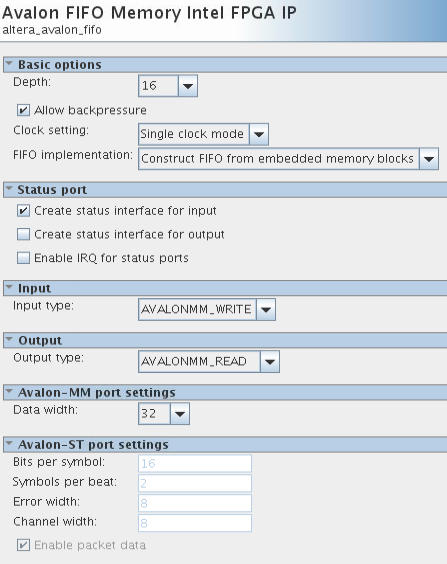 Avalon FIFO Memory Intel FPGA IP
altera_avalon_fifo
Basic options
Depth: 16
Allow backpressure
Clock setting: Single clock mode
FIFO implementation: Construct FIFO from embedded memory blocks
Status port
Create status interface for input
Create status interface for output
Enable IRQ for status ports
Input
Input type: AVALONMM_WRITE
Output
Output type: AVALONMM_READ
Avalon-MM port settings
Data width: 32
Avalon-ST port settings
Bits per symbol: 16
Symbols per beat: 2
Error width: 8
Channel width: 8
Enable packet data